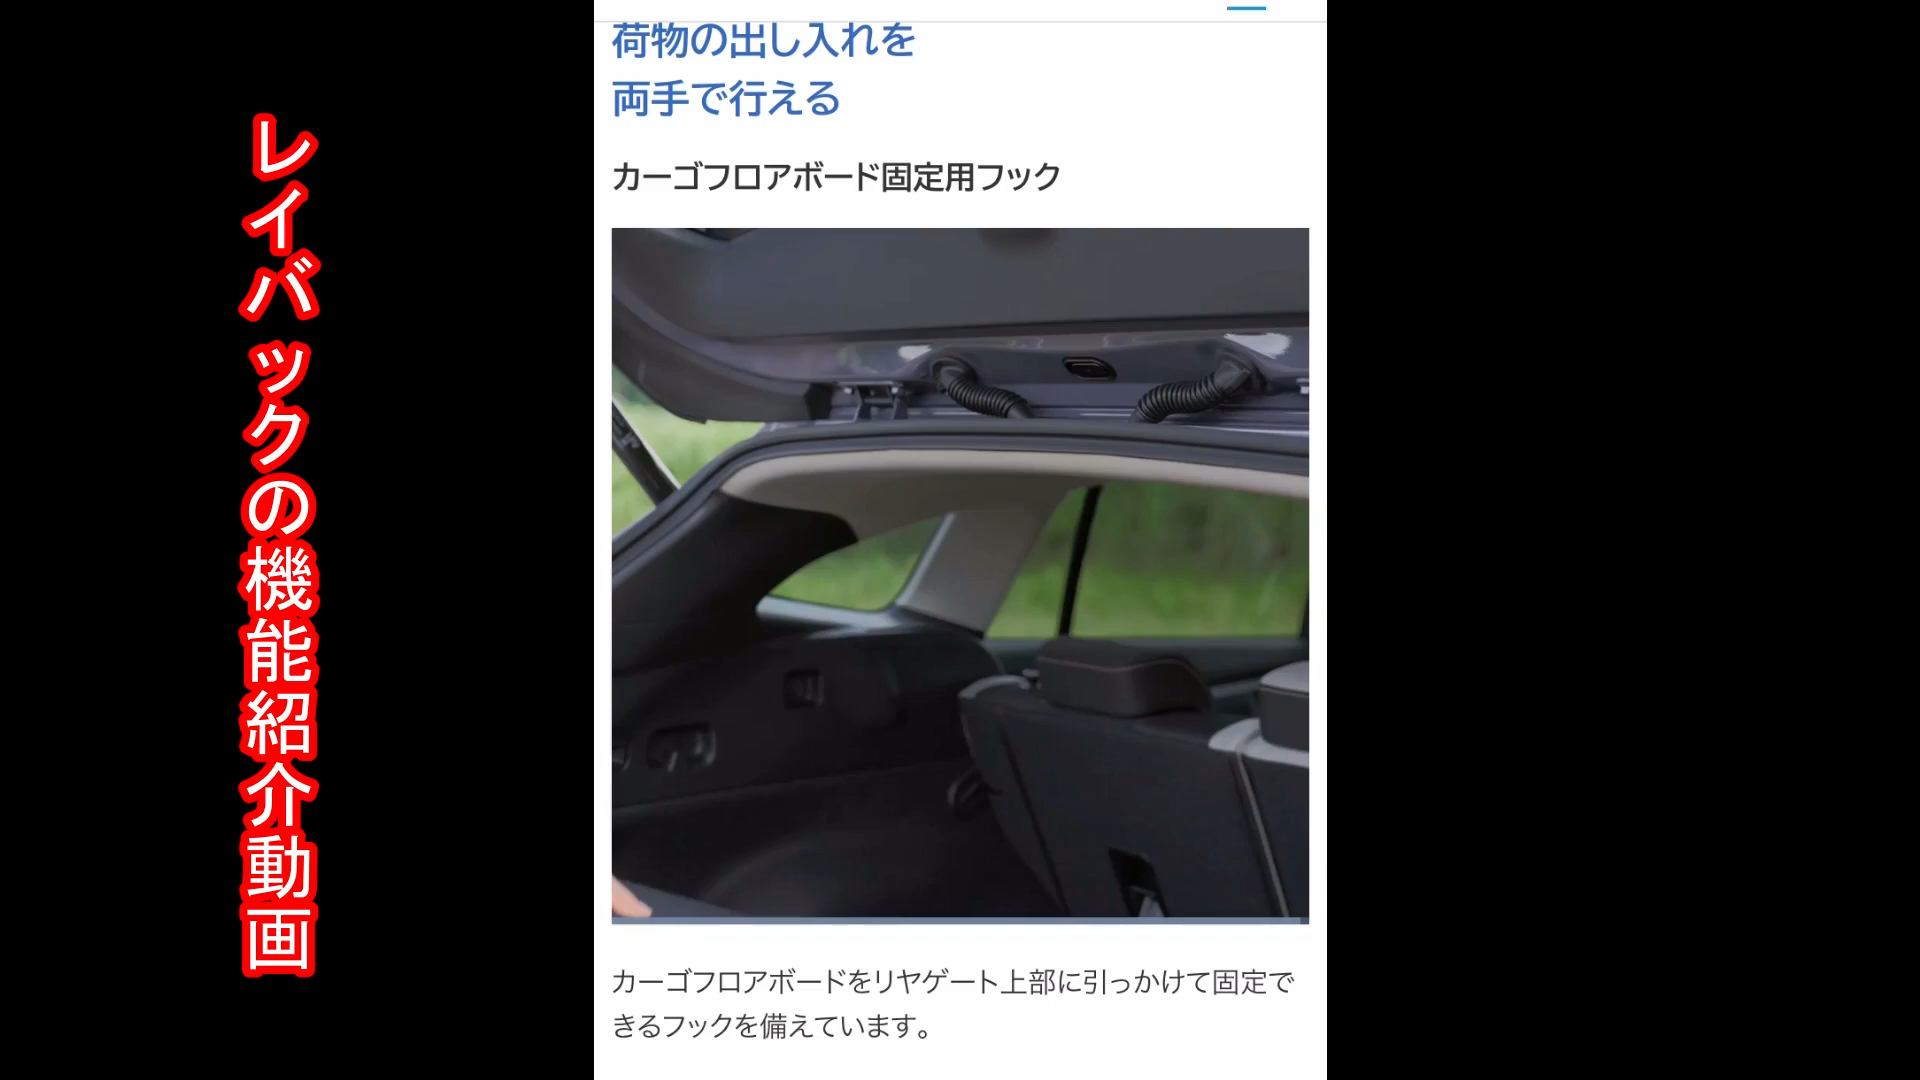 レイバックの機能紹介動画
荷物の出し入れを
両手で行える
カーゴフロアボード固定用フック
カーゴフロアボードをリヤゲート上部に引っかけて固定で
きるフックを備えています。